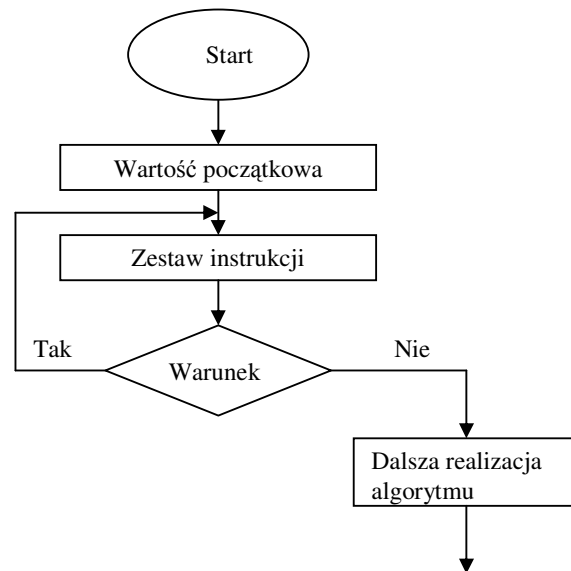 Start
Wartość początkowa
Zestaw instrukcji
Tak
Nie
Warunek
Dalsza realizacja
algorytmu